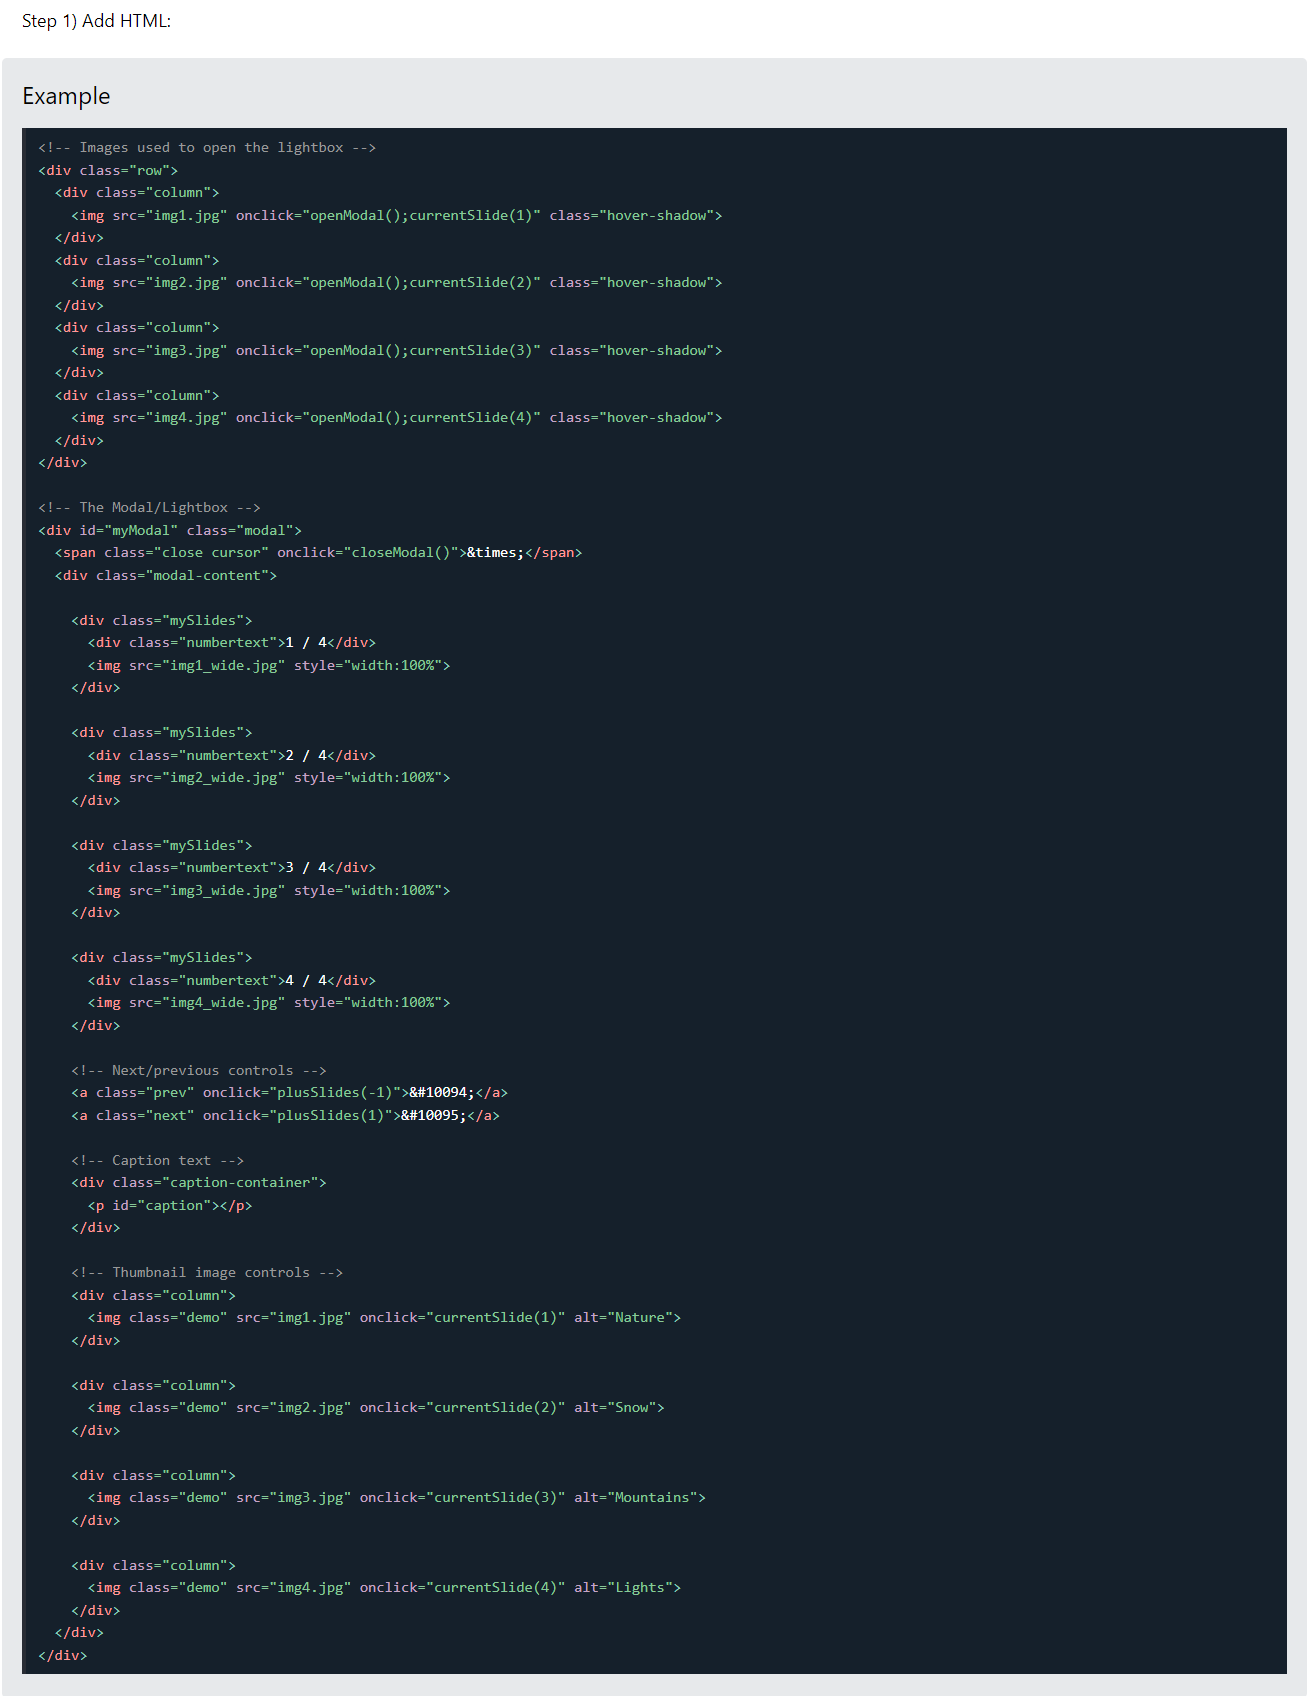 Step 1) Add HTML:
Example
<!-- Images used to open the lightbox -->
<div class="row">
  <div class="column">
    <img src="img1.jpg" onclick="openModal();currentSlide(1)" class="hover-shadow">
  </div>
  <div class="column">
    <img src="img2.jpg" onclick="openModal();currentSlide(2)" class="hover-shadow">
  </div>
  <div class="column">
    <img src="img3.jpg" onclick="openModal();currentSlide(3)" class="hover-shadow">
  </div>
  <div class="column">
    <img src="img4.jpg" onclick="openModal();currentSlide(4)" class="hover-shadow">
  </div>
</div>

<!-- The Modal/Lightbox -->
<div id="myModal" class="modal">
  <span class="close cursor" onclick="closeModal()">&times;</span>
  <div class="modal-content">

    <div class="mySlides">
      <div class="numbertext">1 / 4</div>
      <img src="img1_wide.jpg" style="width:100%">
    </div>

    <div class="mySlides">
      <div class="numbertext">2 / 4</div>
      <img src="img2_wide.jpg" style="width:100%">
    </div>

    <div class="mySlides">
      <div class="numbertext">3 / 4</div>
      <img src="img3_wide.jpg" style="width:100%">
    </div>

    <div class="mySlides">
      <div class="numbertext">4 / 4</div>
      <img src="img4_wide.jpg" style="width:100%">
    </div>

    <!-- Next/previous controls -->
    <a class="prev" onclick="plusSlides(-1)">&#10094;</a>
    <a class="next" onclick="plusSlides(1)">&#10095;</a>

    <!-- Caption text -->
    <div class="caption-container">
      <p id="caption"></p>
    </div>

    <!-- Thumbnail image controls -->
    <div class="column">
      <img class="demo" src="img1.jpg" onclick="currentSlide(1)" alt="Nature">
    </div>

    <div class="column">
      <img class="demo" src="img2.jpg" onclick="currentSlide(2)" alt="Snow">
    </div>

    <div class="column">
      <img class="demo" src="img3.jpg" onclick="currentSlide(3)" alt="Mountains">
    </div>

    <div class="column">
      <img class="demo" src="img4.jpg" onclick="currentSlide(4)" alt="Lights">
    </div>
  </div>
</div>